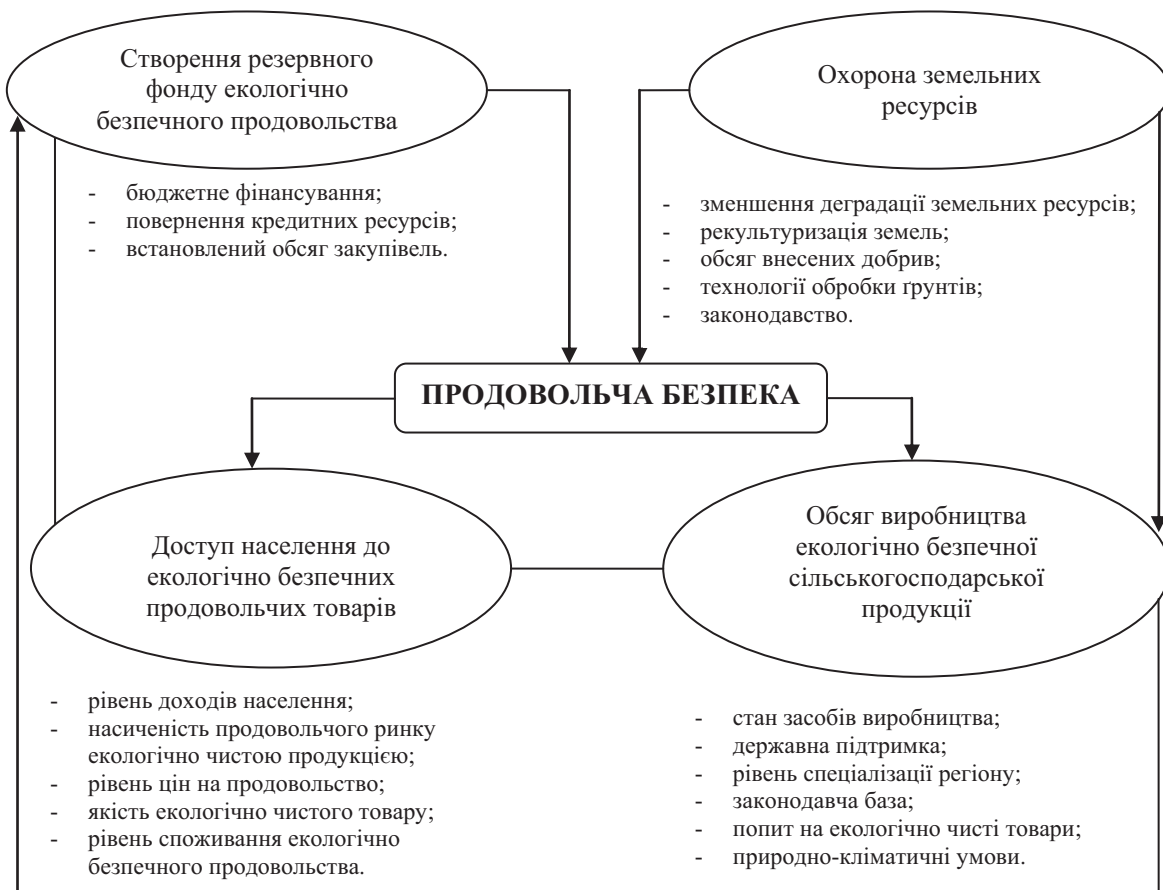 Створення резервного
фонду екологічно
безпечного продовольства
- бюджетне фінансування;
- повернення кредитних ресурсів;
- встановлений обсяг закупівель.
Охорона земельних
ресурсів
- зменшення деградації земельних ресурсів;
- рекультуризація земель;
- обсяг внесених добрив;
- технології обробки ґрунтів;
- законодавство.
ПРОДОВОЛЬЧА БЕЗПЕКА
Доступ населення до
екологічно безпечних
продовольчих товарів
- рівень доходів населення;
- насиченість продовольчого ринку
екологічно чистою продукцією;
- рівень цін на продовольство;
- якість екологічно чистого товару;
- рівень споживання екологічно
безпечного продовольства.
Обсяг виробництва
екологічно безпечної
сільськогосподарської
продукції
- стан засобів виробництва;
- державна підтримка;
- рівень спеціалізації регіону;
- законодавча база;
- попит на екологічно чисті товари;
- природно-кліматичні умови.